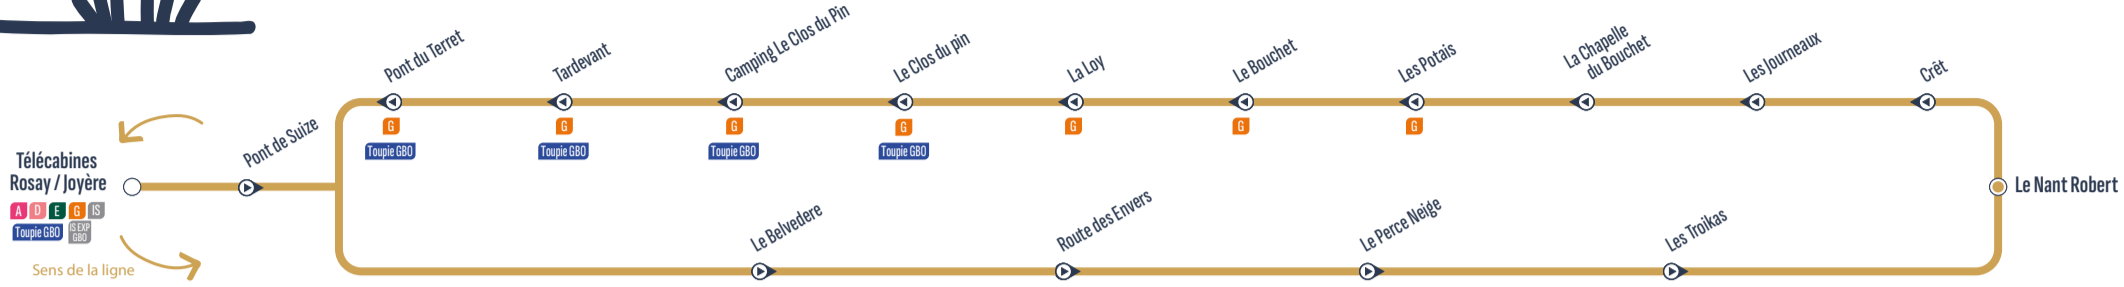 Télécabines
Rosay / Joyère
A D E G IS
Toupie GBO IS EXP
GBO
Sens de la ligne
Pont de Suize
Pont du Terret
G
Toupie GBO
Tardevant
G
Toupie GBO
Camping Le Clos du Pin
G
Toupie GBO
Le Clos du pin
G
Toupie GBO
La Loy
G
Le Bouchet
G
Les Potais
G
La Chapelle
du Bouchet
Les Journeaux
Crêt
Le Nant Robert
Le Belvedere
Route des Envers
Le Perce Neige
Les Troikas